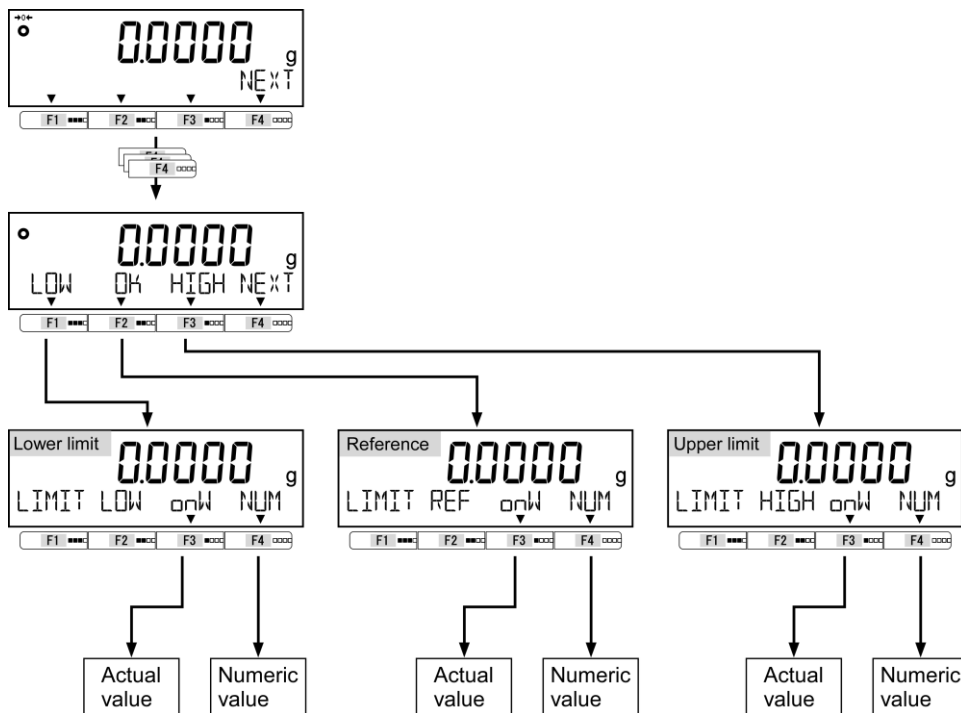 →0←
0.0000 g
NEXT
F1 F2 F3 F4
F4
0.0000 g
LOW OK HIGH NEXT
F1 F2 F3 F4
Lower limit 0.0000 g
LIMIT LOW onW NUM
F1 F2 F3 F4
Reference 0.0000 g
LIMIT REF onW NUM
F1 F2 F3 F4
Upper limit 0.0000 g
LIMIT HIGH onW NUM
F1 F2 F3 F4
Actual
value
Numeric
value
Actual
value
Numeric
value
Actual
value
Numeric
value